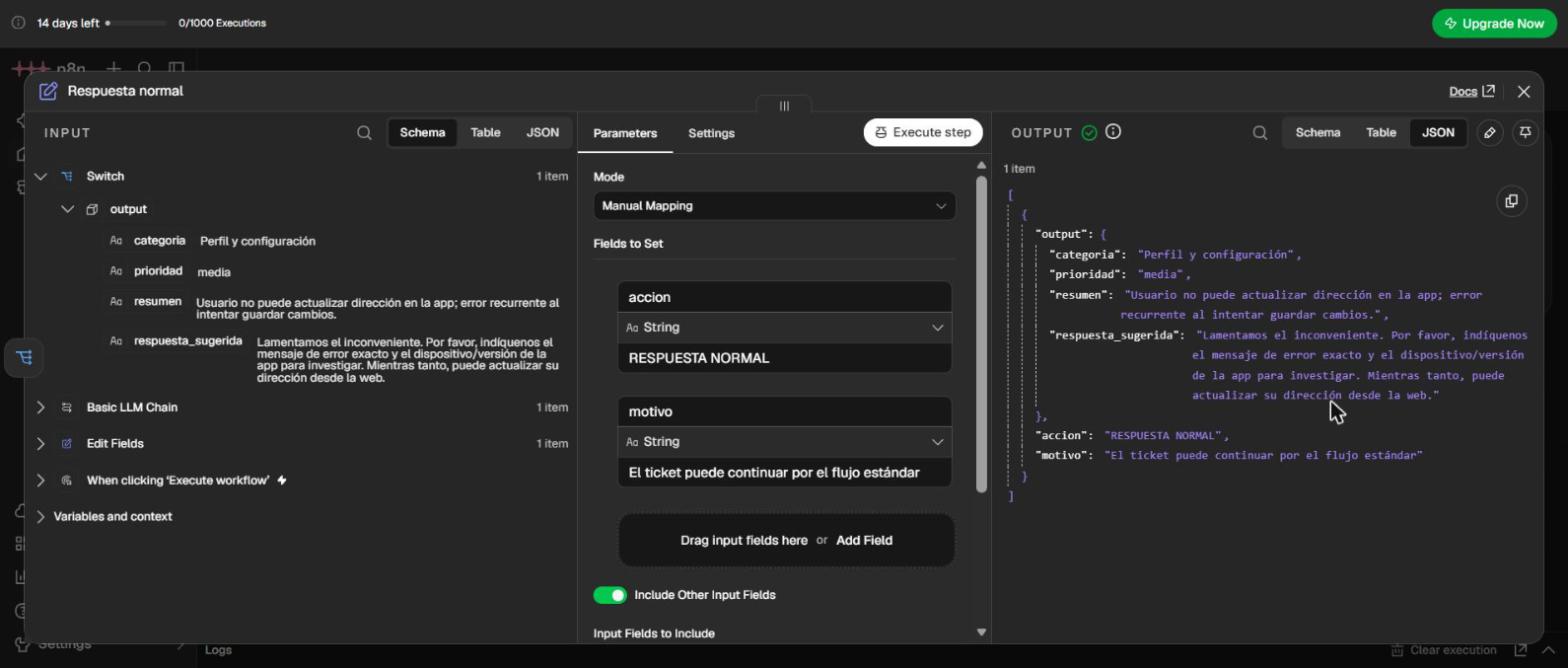 14 days left
0/1000 Executions
Upgrade Now
n8n
Respuesta normal
Docs
INPUT
Schema
Table
JSON
Switch
1 item
output
Aa categoria Perfil y configuración
Aa prioridad media
Aa resumen Usuario no puede actualizar dirección en la app; error recurrente al
intentar guardar cambios.
Aa respuesta_sugerida Lamentamos el inconveniente. Por favor, indíquenos el
mensaje de error exacto y el dispositivo/versión de la
app para investigar. Mientras tanto, puede actualizar su
dirección desde la web.
Basic LLM Chain
1 item
Edit Fields
1 item
When clicking ‘Execute workflow’
Variables and context
Parameters
Settings
Execute step
Mode
Manual Mapping
Fields to Set
accion
Aa String
RESPUESTA NORMAL
motivo
Aa String
El ticket puede continuar por el flujo estándar
Drag input fields here or Add Field
Include Other Input Fields
Input Fields to Include
OUTPUT
Schema
Table
JSON
1 item
[
{
"output": {
"categoria": "Perfil y configuración",
"prioridad": "media",
"resumen": "Usuario no puede actualizar dirección en la app; error
recurrente al intentar guardar cambios.",
"respuesta_sugerida": "Lamentamos el inconveniente. Por favor, indíquenos
el mensaje de error exacto y el dispositivo/versión
de la app para investigar. Mientras tanto, puede
actualizar su dirección desde la web."
},
"accion": "RESPUESTA NORMAL",
"motivo": "El ticket puede continuar por el flujo estándar"
}
]
Settings
Logs
Clear execution